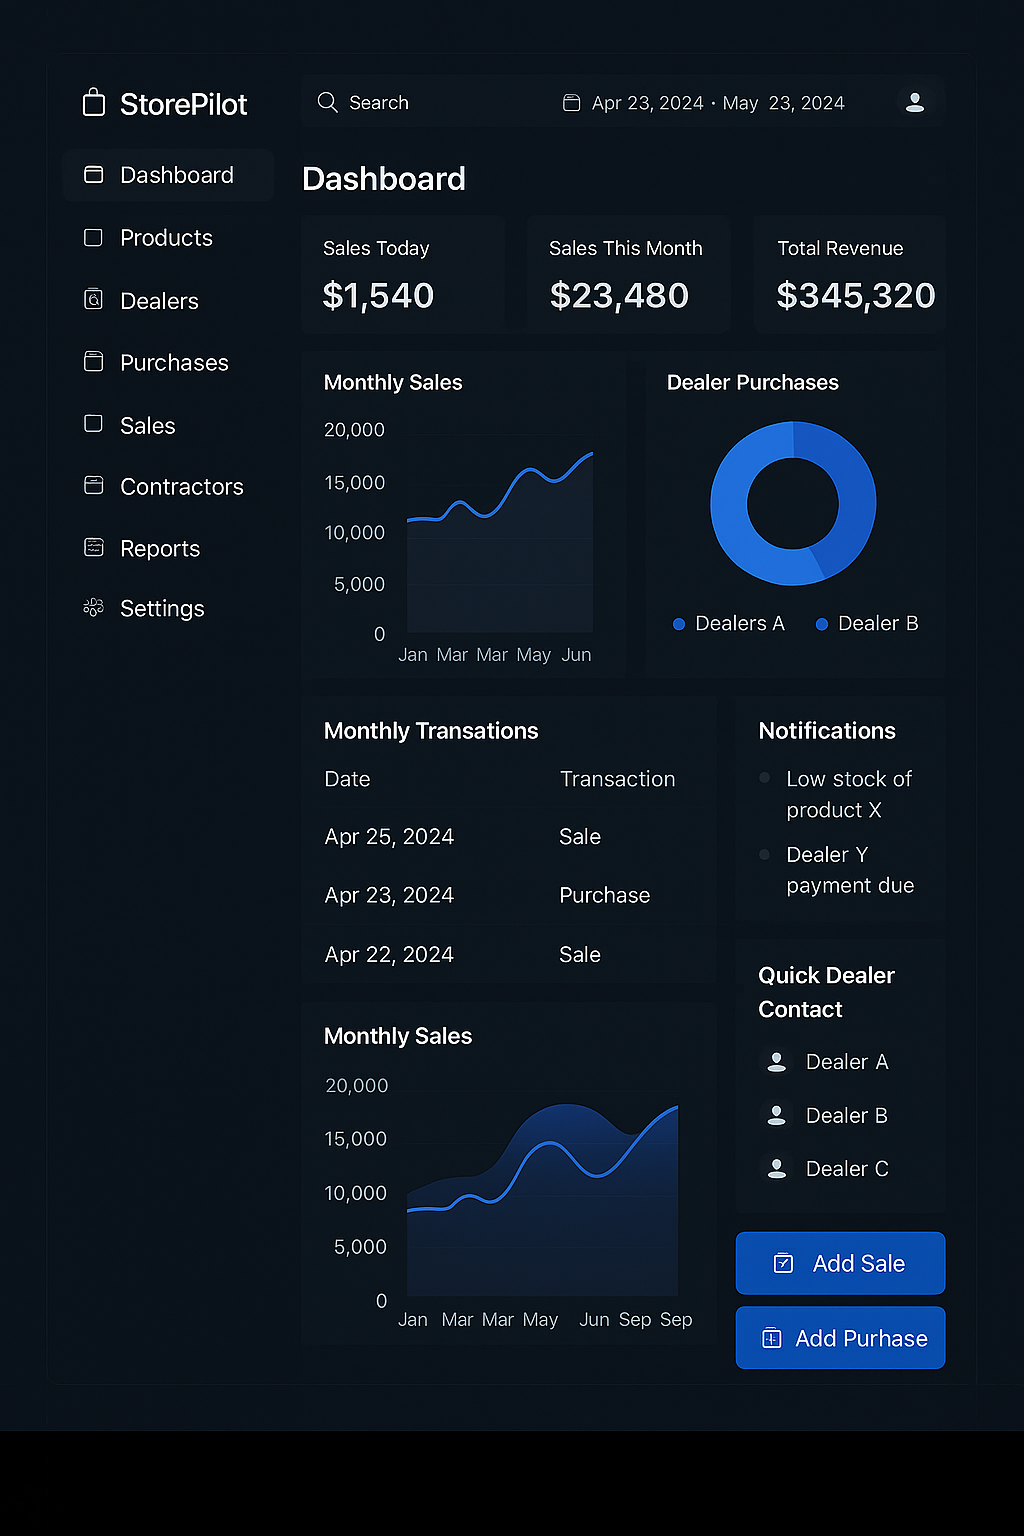 StorePilot
Search
Apr 23, 2024 · May 23, 2024
Dashboard
Products
Dealers
Purchases
Sales
Contractors
Reports
Settings
Dashboard
Sales Today
$1,540
Sales This Month
$23,480
Total Revenue
$345,320
Monthly Sales
20,000
15,000
10,000
5,000
0
Jan Mar Mar May Jun
Dealer Purchases
Dealers A
Dealer B
Monthly Transations
Date Transaction
Apr 25, 2024 Sale
Apr 23, 2024 Purchase
Apr 22, 2024 Sale
Notifications
Low stock of
product X
Dealer Y
payment due
Monthly Sales
20,000
15,000
10,000
5,000
0
Jan Mar Mar May Jun Sep Sep
Quick Dealer
Contact
Dealer A
Dealer B
Dealer C
Add Sale
Add Purhase